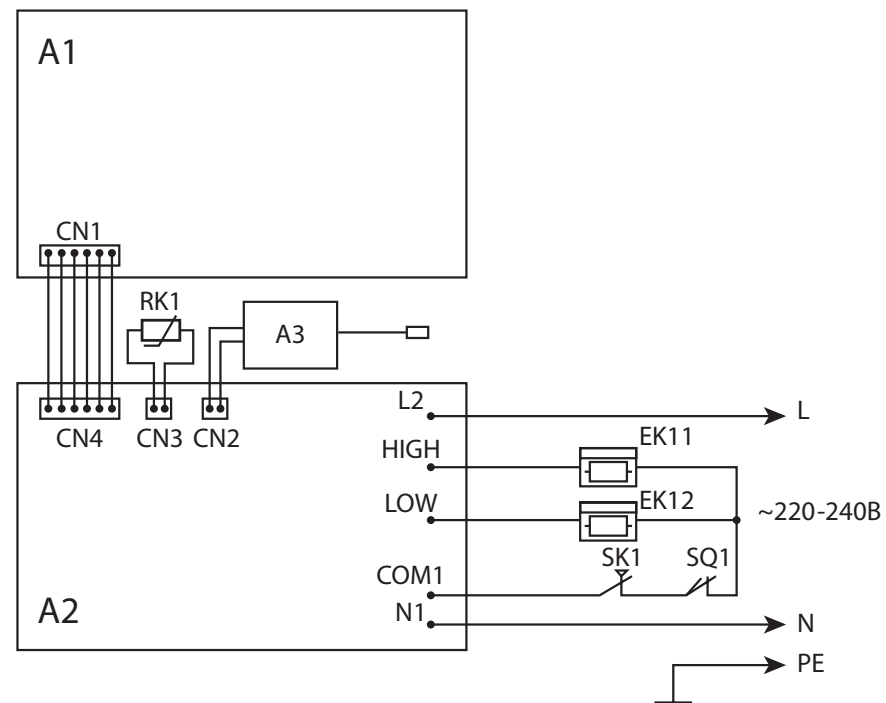 A1
CN1
RK1
A3
L2
L
CN4 CN3 CN2
HIGH
EK11
LOW
EK12
~220-240В
SK1 SQ1
COM1
A2
N1
N
PE